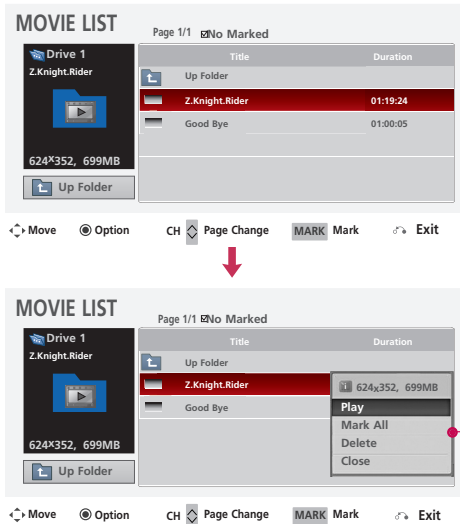 MOVIE LIST
Page 1/1 No Marked
Drive 1
Z.Knight.Rider
624x352, 699MB
Up Folder
Title Duration
Up Folder
Z.Knight.Rider 01:19:24
Good Bye 01:00:05
Move Option CH Page Change MARK Mark Exit
MOVIE LIST
Page 1/1 No Marked
Drive 1
Z.Knight.Rider
624x352, 699MB
Up Folder
Title Duration
Up Folder
Z.Knight.Rider
Good Bye
624x352, 699MB
Play
Mark All
Delete
Close
Move Option CH Page Change MARK Mark Exit